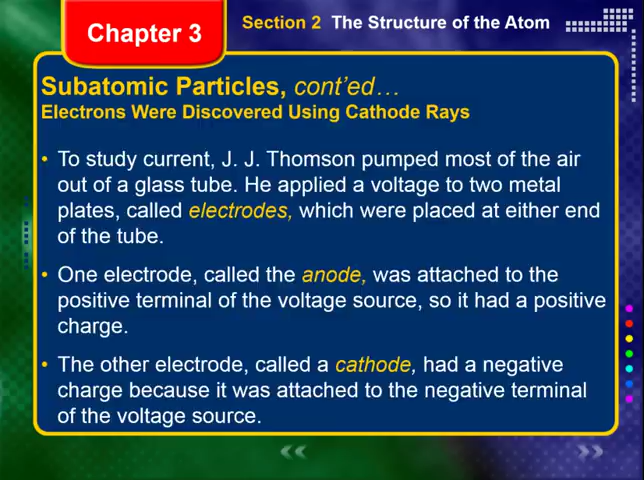 Chapter 3
Section 2 The Structure of the Atom
Subatomic Particles, cont'ed…
Electrons Were Discovered Using Cathode Rays
• To study current, J. J. Thomson pumped most of the air
out of a glass tube. He applied a voltage to two metal
plates, called electrodes, which were placed at either end
of the tube.
• One electrode, called the anode, was attached to the
positive terminal of the voltage source, so it had a positive
charge.
• The other electrode, called a cathode, had a negative
charge because it was attached to the negative terminal
of the voltage source.